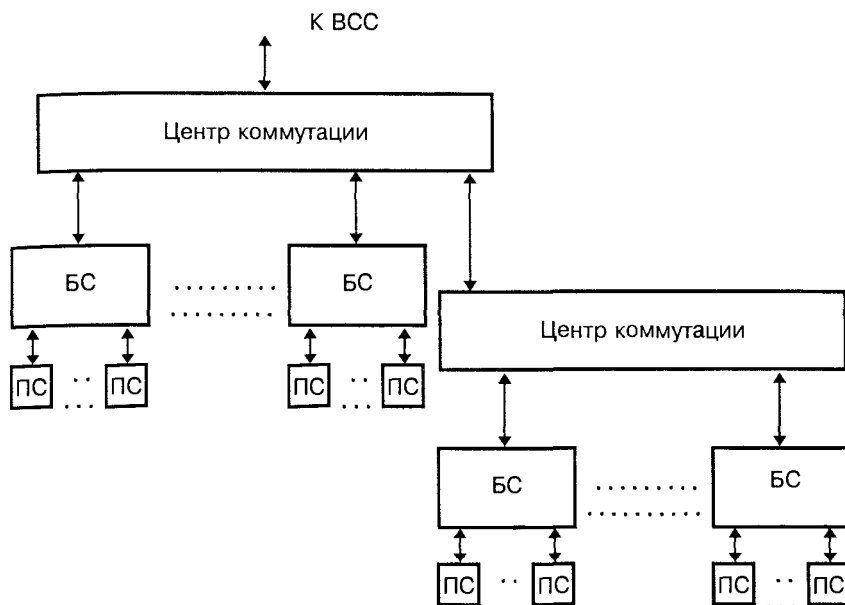 К ВСС
Центр коммутации
БС ......... БС
.........
Центр коммутации
ПС .. ПС ПС .. ПС
... ...
БС ......... БС
..........
ПС .. ПС ПС .. ПС
... ...